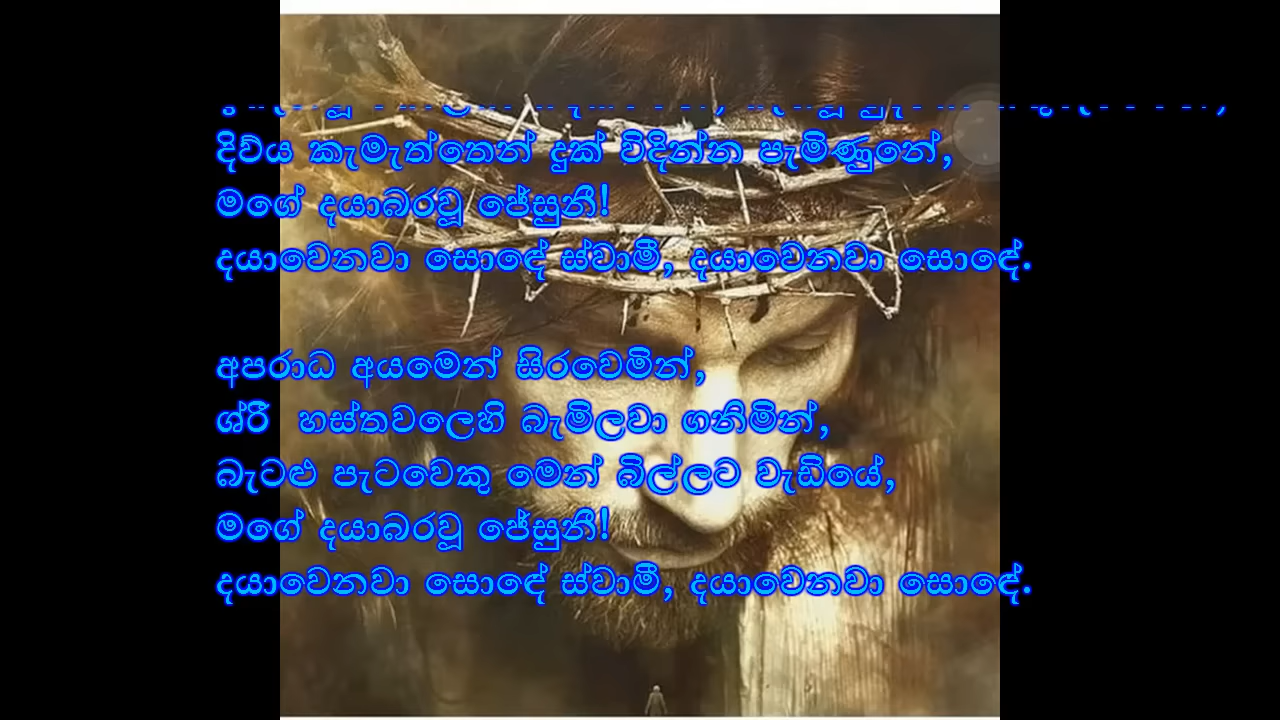 දිව්ය කැමැත්තෙන් දුක් විදින්න පැමිණුනේ,
මගේ දයාබරවූ ජේසුනී!
දයාවෙනවා සොඳේ ස්වාමී, දයාවෙනවා සොඳේ.
අපරාධ අයමෙන් සිරවෙමින්,
ශ්රී හස්තවලෙහි බැමිලවා ගනිමින්,
බැටළු පැටවෙකු මෙන් බිල්ලට වැඩියේ,
මගේ දයාබරවූ ජේසුනී!
දයාවෙනවා සොඳේ ස්වාමී, දයාවෙනවා සොඳේ.